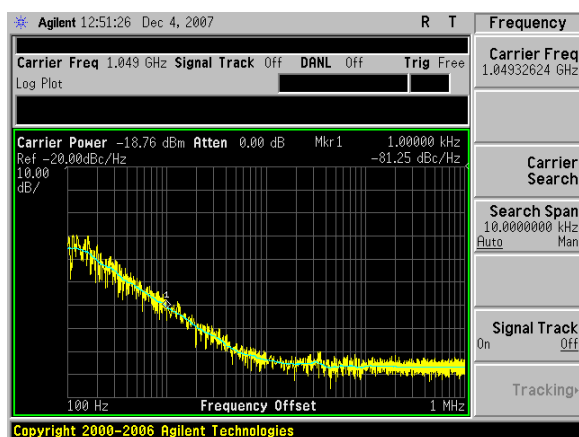 Agilent 12:51:26 Dec 4, 2007 R T
Frequency
Carrier Freq 1.049 GHz Signal Track Off DANL Off Trig Free
Log Plot
Carrier Freq
1.04932624 GHz
Carrier Power -18.76 dBm Atten 0.00 dB Mkr1 1.00000 kHz
Ref -20.00dBc/Hz -81.25 dBc/Hz
10.00
dB/
Carrier
Search
Search Span
10.0000000 kHz
Auto Man
Signal Track
On Off
Tracking
100 Hz Frequency Offset 1 MHz
Copyright 2000-2006 Agilent Technologies